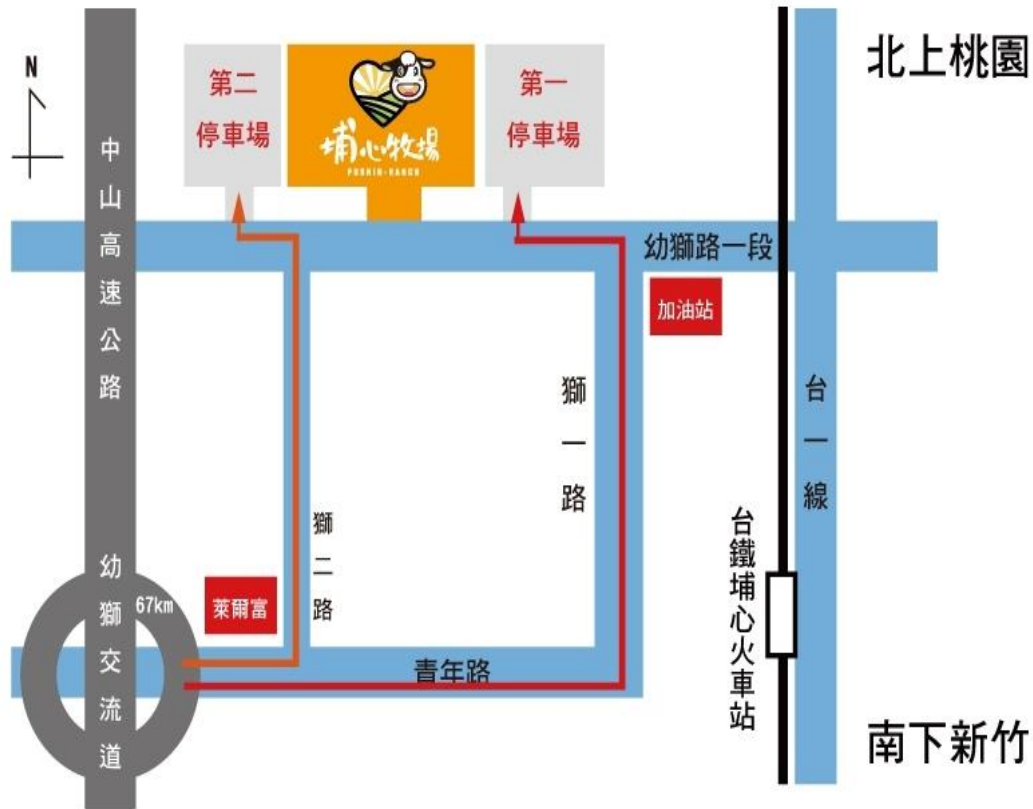 北上桃園
N
第二
停車場
埔心牧場
PUSHIN-RANCH
第一
停車場
中山高速公路
幼獅路一段
加油站
獅一路
台一線
獅二路
台鐵埔心火車站
幼獅交流道
67km
萊爾富
青年路
南下新竹